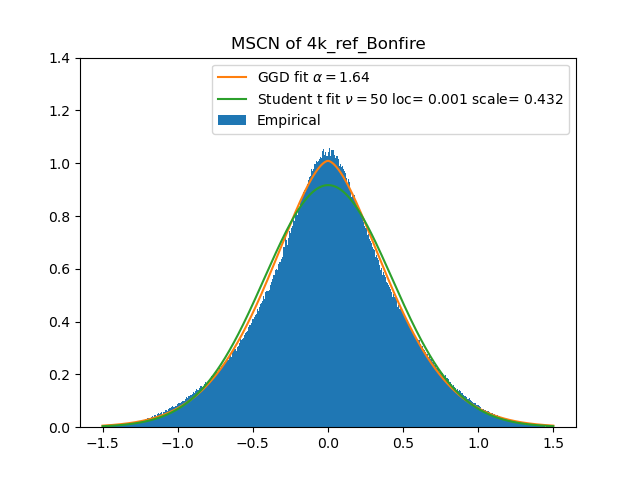 MSCN of 4k_ref_Bonfire
GGD fit α = 1.64
Student t fit ν = 50 loc= 0.001 scale= 0.432
Empirical
1.4
1.2
1.0
0.8
0.6
0.4
0.2
0.0
−1.5 −1.0 −0.5 0.0 0.5 1.0 1.5